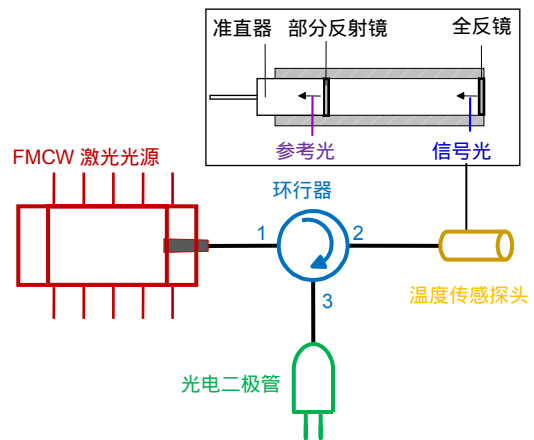 准直器 部分反射镜 全反镜
参考光 信号光
FMCW 激光光源
环行器
1 2
3
温度传感探头
光电二极管